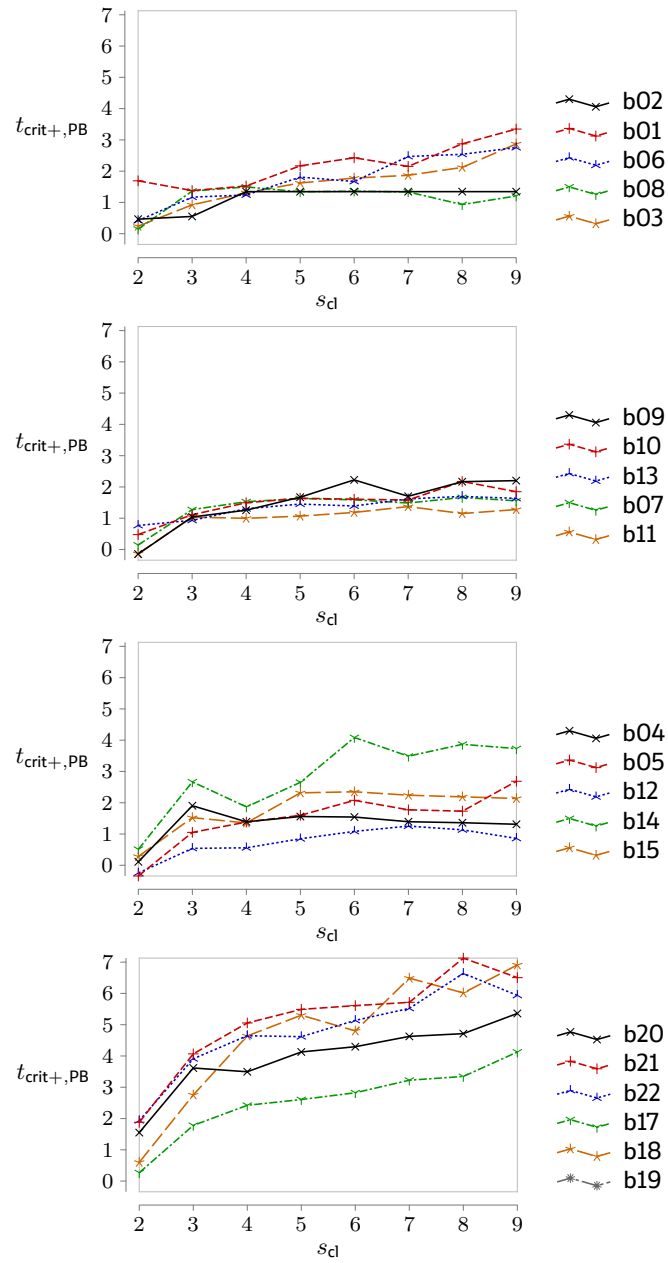 7
6
5
4
3
2
1
0
t_crit+,PB
2 3 4 5 6 7 8 9
s_cl
b02
b01
b06
b08
b03
7
6
5
4
3
2
1
0
t_crit+,PB
2 3 4 5 6 7 8 9
s_cl
b09
b10
b13
b07
b11
7
6
5
4
3
2
1
0
t_crit+,PB
2 3 4 5 6 7 8 9
s_cl
b04
b05
b12
b14
b15
7
6
5
4
3
2
1
0
t_crit+,PB
2 3 4 5 6 7 8 9
s_cl
b20
b21
b22
b17
b18
b19